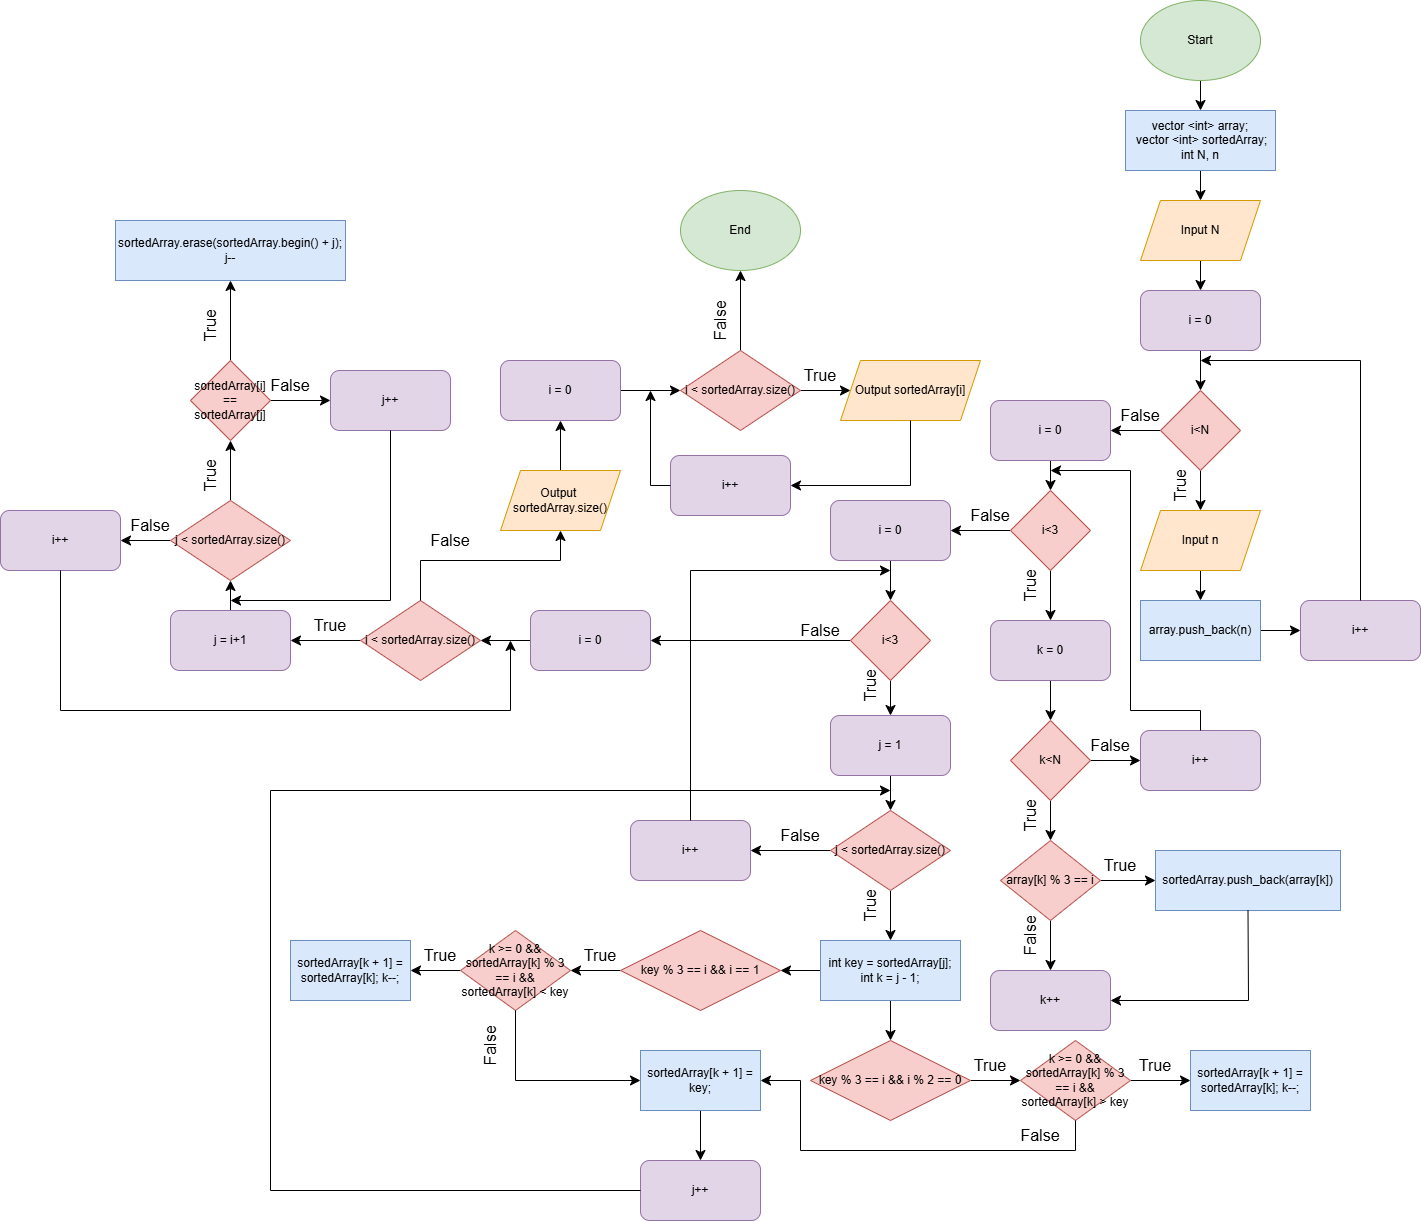 Start
vector <int> array;
vector <int> sortedArray;
int N, n
Input N
i = 0
i<N
False
True
Input n
array.push_back(n)
i++
i = 0
i<3
False
True
k = 0
k<N
False
i++
True
array[k] % 3 == i
True
sortedArray.push_back(array[k])
False
k++
i = 0
i<3
False
True
j = 1
j < sortedArray.size()
False
i++
True
int key = sortedArray[j];
int k = j - 1;
key % 3 == i && i == 1
True
k >= 0 &&
sortedArray[k] % 3
== i &&
sortedArray[k] < key
True
sortedArray[k + 1] =
sortedArray[k]; k--;
False
key % 3 == i && i % 2 == 0
True
k >= 0 &&
sortedArray[k] % 3
== i &&
sortedArray[k] > key
True
sortedArray[k + 1] =
sortedArray[k]; k--;
False
sortedArray[k + 1] =
key;
j++
i = 0
i < sortedArray.size()
True
j = i+1
j < sortedArray.size()
False
i++
True
sortedArray[j]
==
sortedArray[j]
False
j++
True
sortedArray.erase(sortedArray.begin() + j);
j--
False
Output
sortedArray.size()
i = 0
i < sortedArray.size()
True
Output sortedArray[i]
i++
False
End